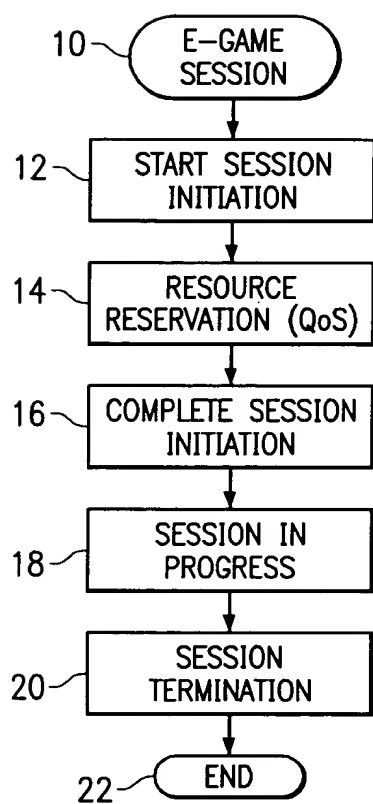 10
E-GAME
SESSION
12
START SESSION
INITIATION
14
RESOURCE
RESERVATION (QoS)
16
COMPLETE SESSION
INITIATION
18
SESSION IN
PROGRESS
20
SESSION
TERMINATION
22
END